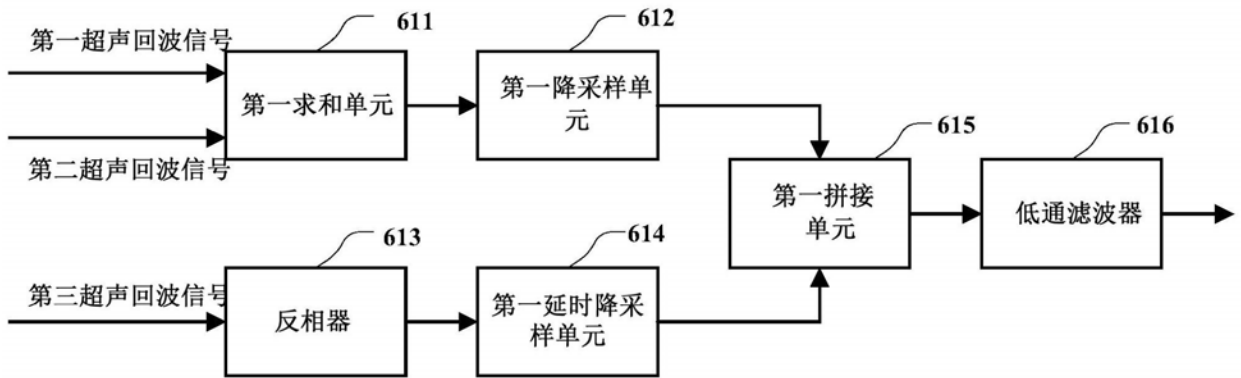 611
612
第一超声回波信号
第一求和单元
第一降采样单
元
第二超声回波信号
615
616
第一拼接
单元
低通滤波器
613
614
第三超声回波信号
反相器
第一延时降采
样单元